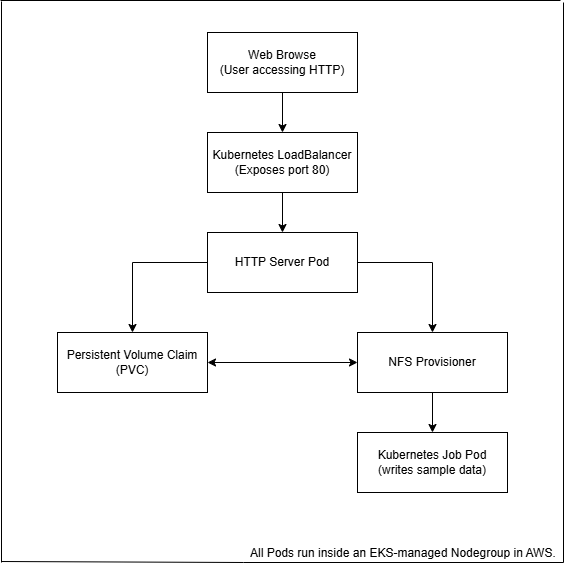 Web Browse
(User accessing HTTP)
Kubernetes LoadBalancer
(Exposes port 80)
HTTP Server Pod
Persistent Volume Claim
(PVC)
NFS Provisioner
Kubernetes Job Pod
(writes sample data)
All Pods run inside an EKS-managed Nodegroup in AWS.